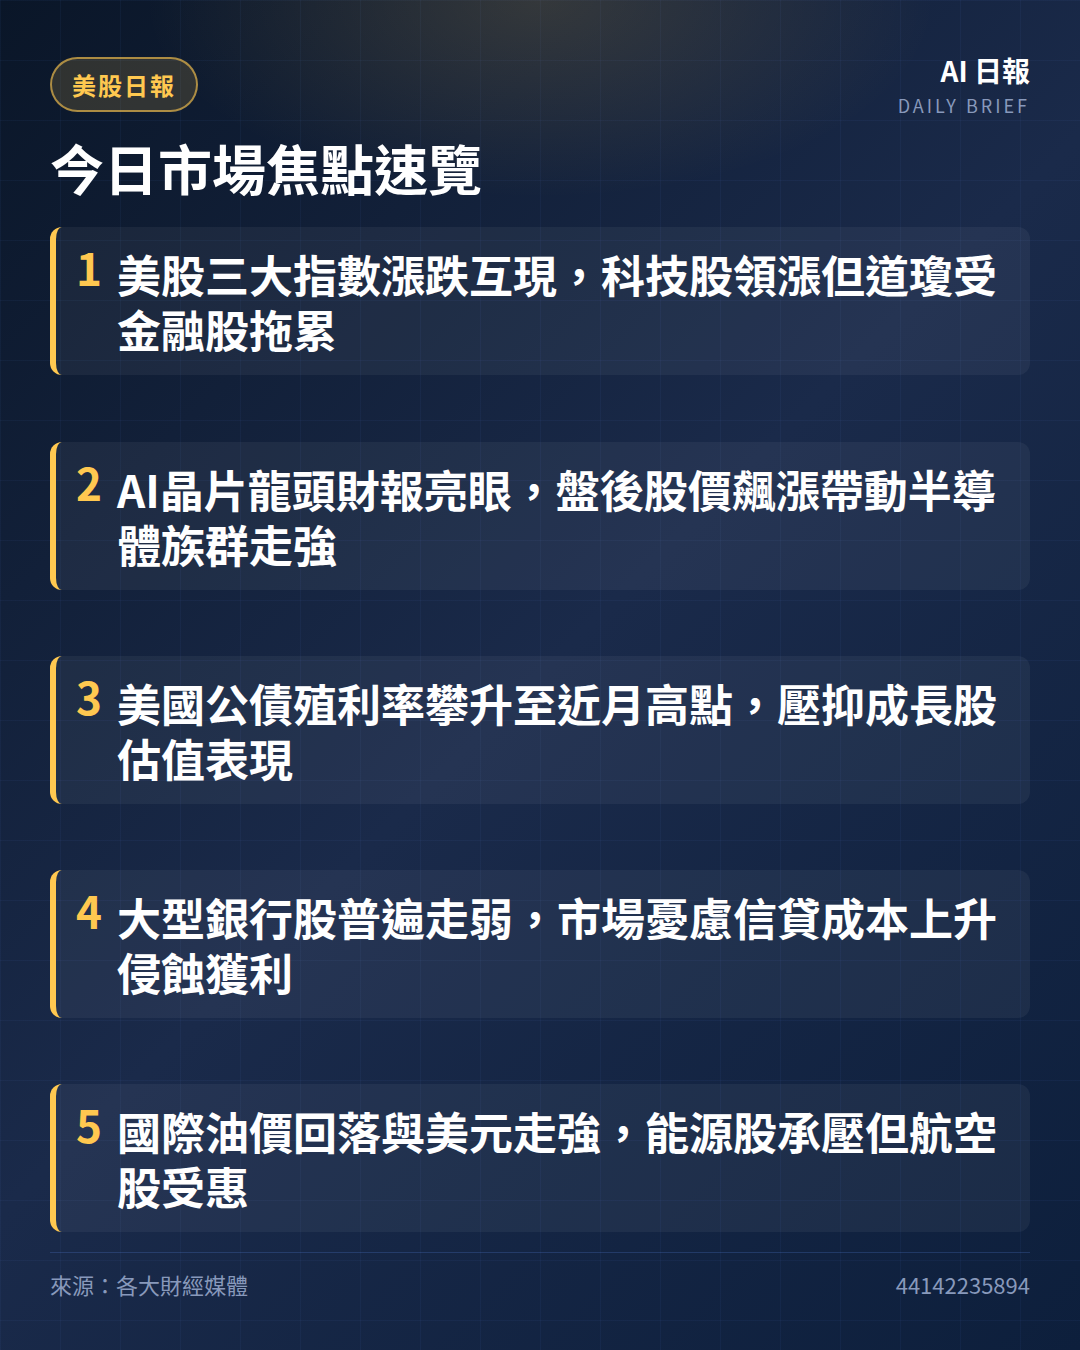 美股日報
AI 日報
DAILY BRIEF
今日市場焦點速覽
1 美股三大指數漲跌互現，科技股領漲但道瓊受
金融股拖累
2 AI晶片龍頭財報亮眼，盤後股價飆漲帶動半導
體族群走強
3 美國公債殖利率攀升至近月高點，壓抑成長股
估值表現
4 大型銀行股普遍走弱，市場憂慮信貸成本上升
侵蝕獲利
5 國際油價回落與美元走強，能源股承壓但航空
股受惠
來源：各大財經媒體
44142235894